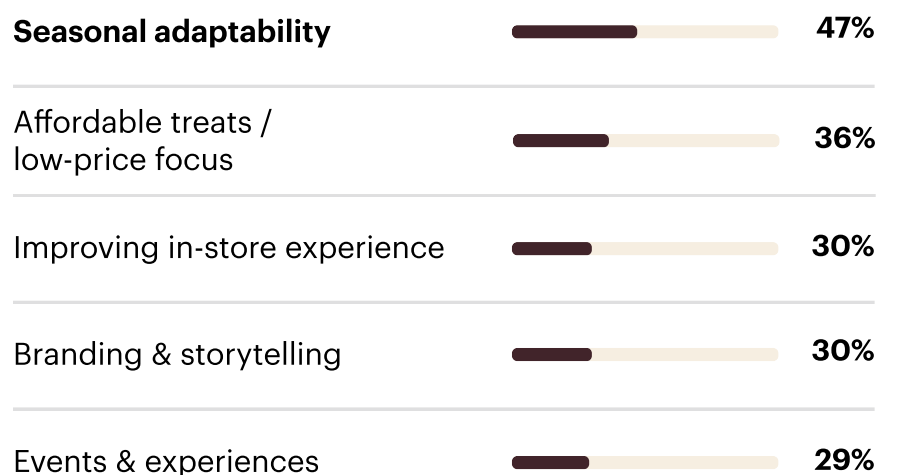 Seasonal adaptability 47%
Affordable treats /
low-price focus 36%
Improving in-store experience 30%
Branding & storytelling 30%
Events & experiences 29%